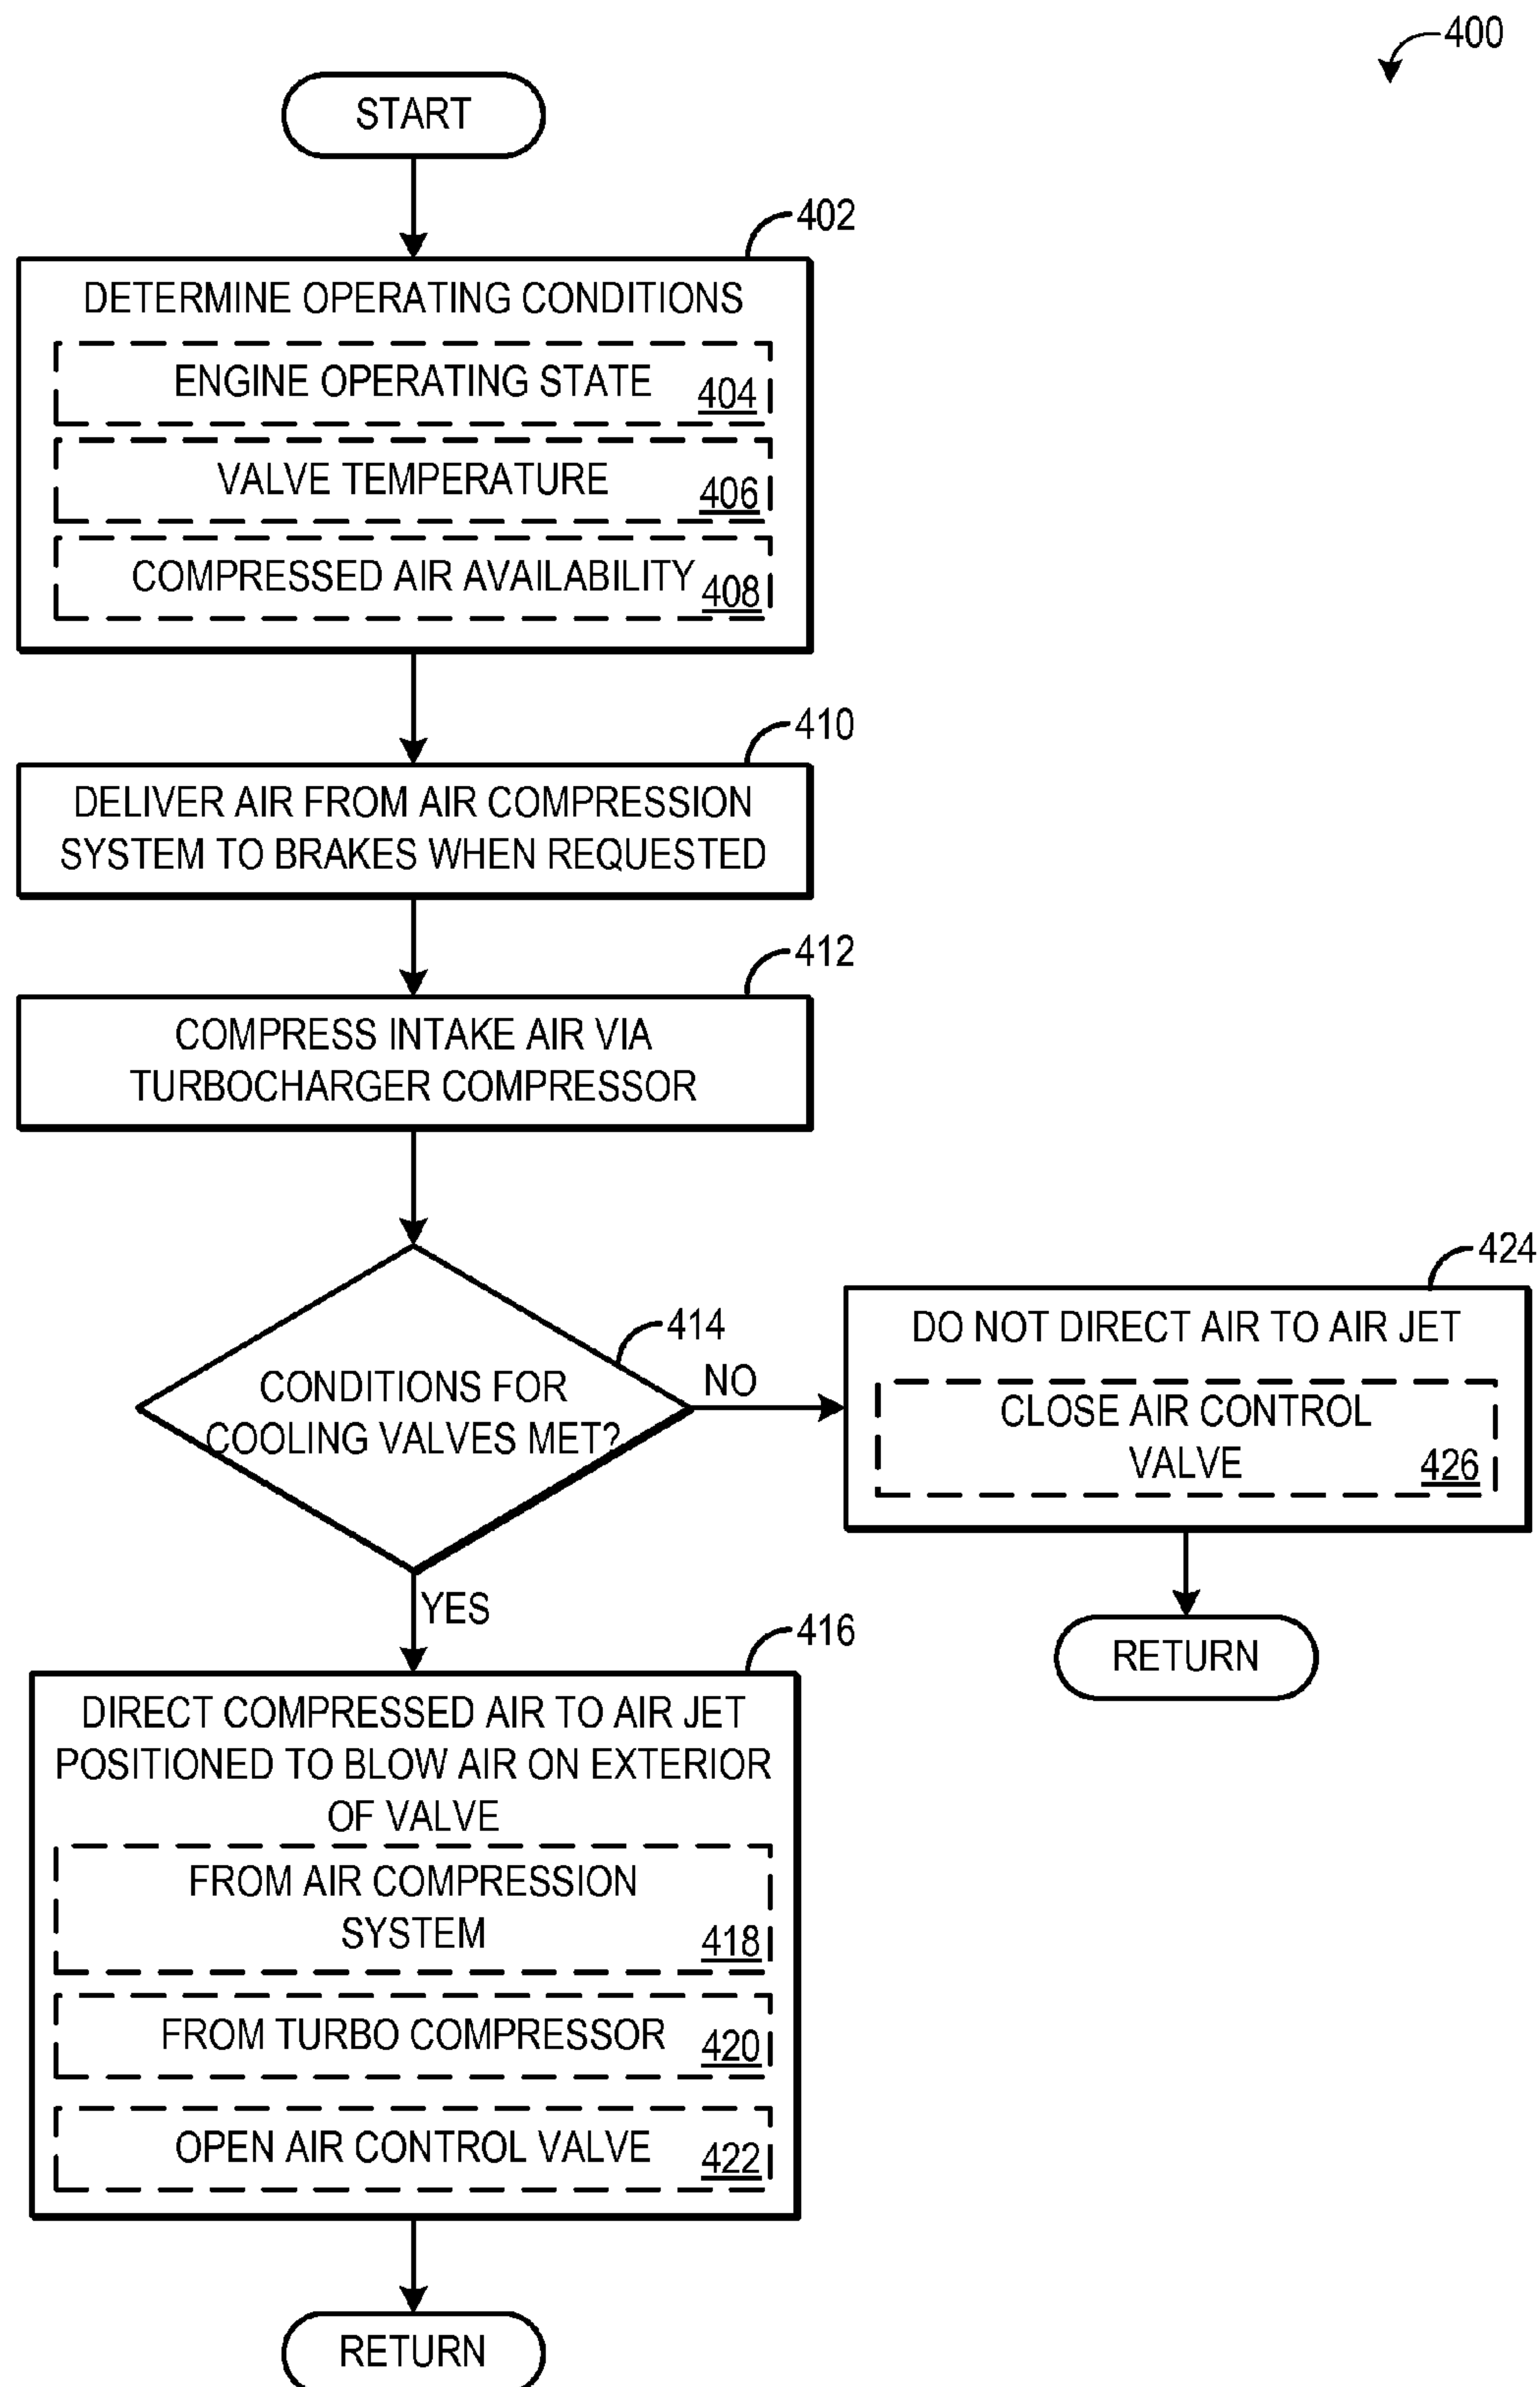 400
START
402
DETERMINE OPERATING CONDITIONS
ENGINE OPERATING STATE
404
VALVE TEMPERATURE
406
COMPRESSED AIR AVAILABILITY
408
410
DELIVER AIR FROM AIR COMPRESSION
SYSTEM TO BRAKES WHEN REQUESTED
412
COMPRESS INTAKE AIR VIA
TURBOCHARGER COMPRESSOR
414
CONDITIONS FOR
COOLING VALVES MET?
NO
424
DO NOT DIRECT AIR TO AIR JET
CLOSE AIR CONTROL
VALVE
426
RETURN
YES
416
DIRECT COMPRESSED AIR TO AIR JET
POSITIONED TO BLOW AIR ON EXTERIOR
OF VALVE
FROM AIR COMPRESSION
SYSTEM
418
FROM TURBO COMPRESSOR
420
OPEN AIR CONTROL VALVE
422
RETURN